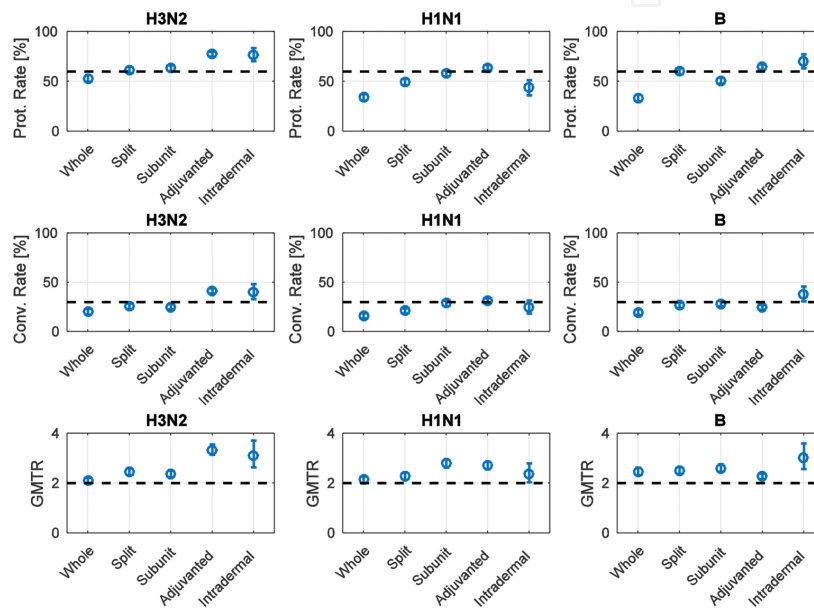 H3N2 H1N1 B
Prot. Rate [%] 100 50 0
Prot. Rate [%] 100 50 0
Prot. Rate [%] 100 50 0
Whole Split Subunit Adjuvanted Intradermal
Whole Split Subunit Adjuvanted Intradermal
Whole Split Subunit Adjuvanted Intradermal
H3N2 H1N1 B
Conv. Rate [%] 100 50 0
Conv. Rate [%] 100 50 0
Conv. Rate [%] 100 50 0
Whole Split Subunit Adjuvanted Intradermal
Whole Split Subunit Adjuvanted Intradermal
Whole Split Subunit Adjuvanted Intradermal
H3N2 H1N1 B
GMTR 4 2 0
GMTR 4 2 0
GMTR 4 2 0
Whole Split Subunit Adjuvanted Intradermal
Whole Split Subunit Adjuvanted Intradermal
Whole Split Subunit Adjuvanted Intradermal